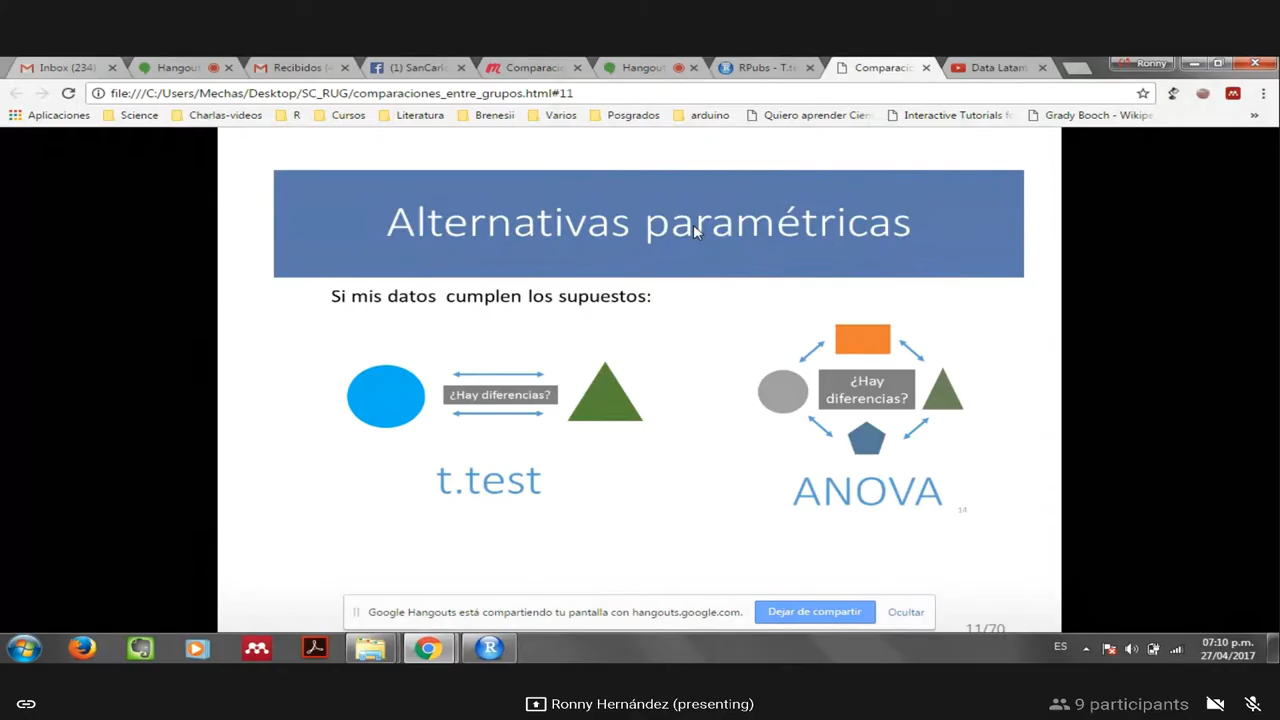 Inbox (234)
Hangout
Recibidos (
(1) SanCarlo
Comparació
Hangout
RPubs - T.te
Comparacio
Data Latam
Ronny
file:///C:/Users/Mechas/Desktop/SC_RUG/comparaciones_entre_grupos.html#11
Aplicaciones
Science
Charlas-videos
R
Cursos
Literatura
Brenesii
Varios
Posgrados
arduino
Quiero aprender Cien
Interactive Tutorials fo
Grady Booch - Wikipe
»
Alternativas paramétricas
Si mis datos cumplen los supuestos:
¿Hay diferencias?
t.test
¿Hay
diferencias?
ANOVA
14
Google Hangouts está compartiendo tu pantalla con hangouts.google.com.
Dejar de compartir
Ocultar
11/70
ES
07:10 p.m.
27/04/2017
Ronny Hernández (presenting)
9 participants